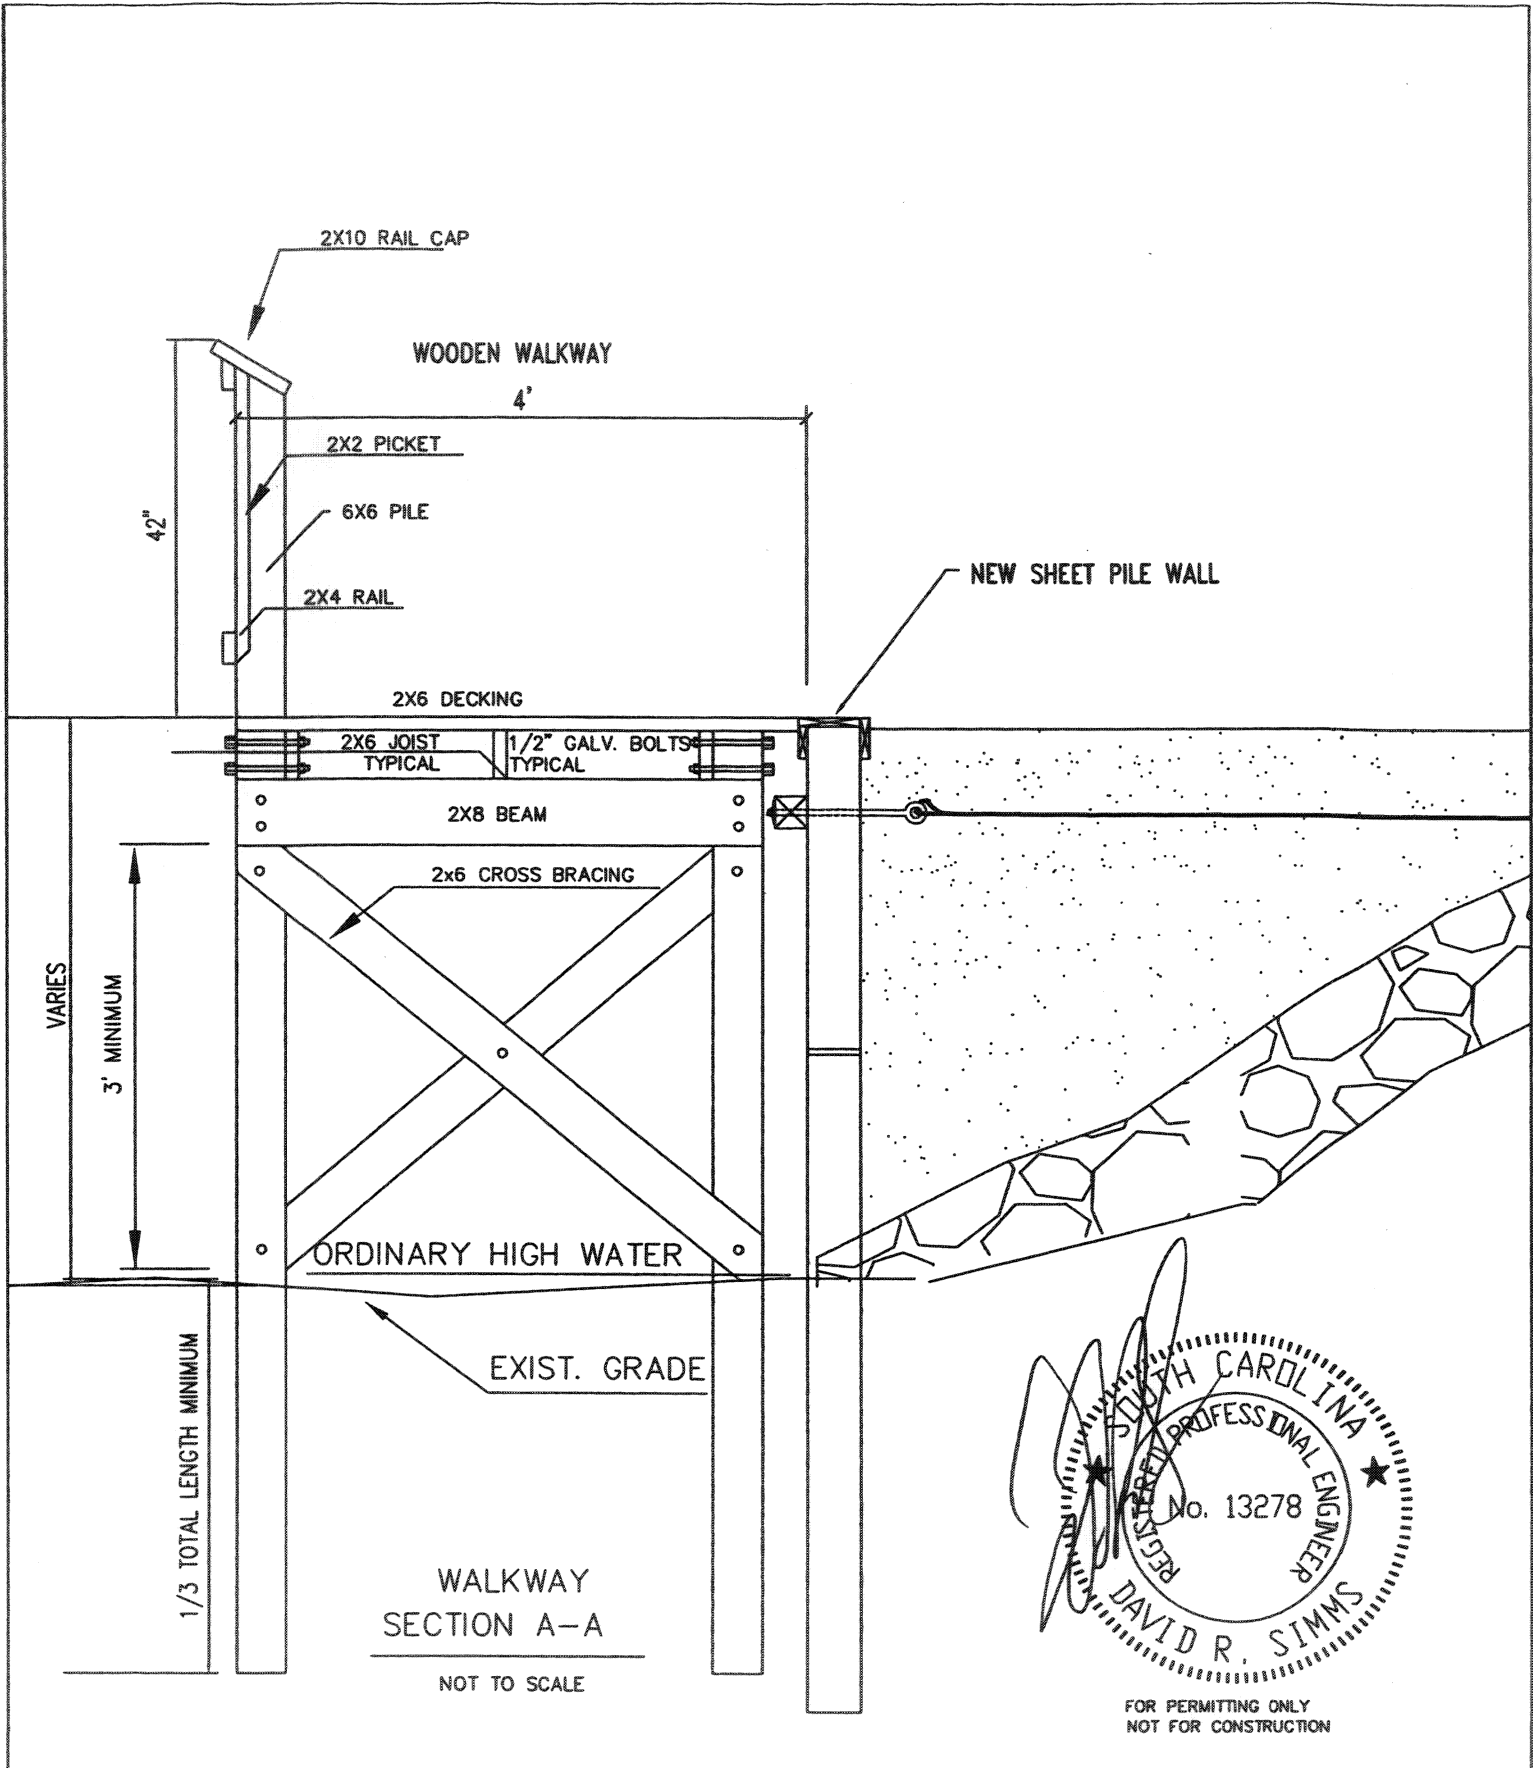 2X10 RAIL CAP
WOODEN WALKWAY
4'
2X2 PICKET
42"
6X6 PILE
2X4 RAIL
NEW SHEET PILE WALL
2X6 DECKING
2X6 JOIST
TYPICAL
1/2" GALV. BOLTS
TYPICAL
2X8 BEAM
2x6 CROSS BRACING
VARIES
3' MINIMUM
ORDINARY HIGH WATER
EXIST. GRADE
1/3 TOTAL LENGTH MINIMUM
WALKWAY
SECTION A-A
NOT TO SCALE
SOUTH CAROLINA
REGISTERED PROFESSIONAL ENGINEER
No. 13278
DAVID R. SIMMS
FOR PERMITTING ONLY
NOT FOR CONSTRUCTION